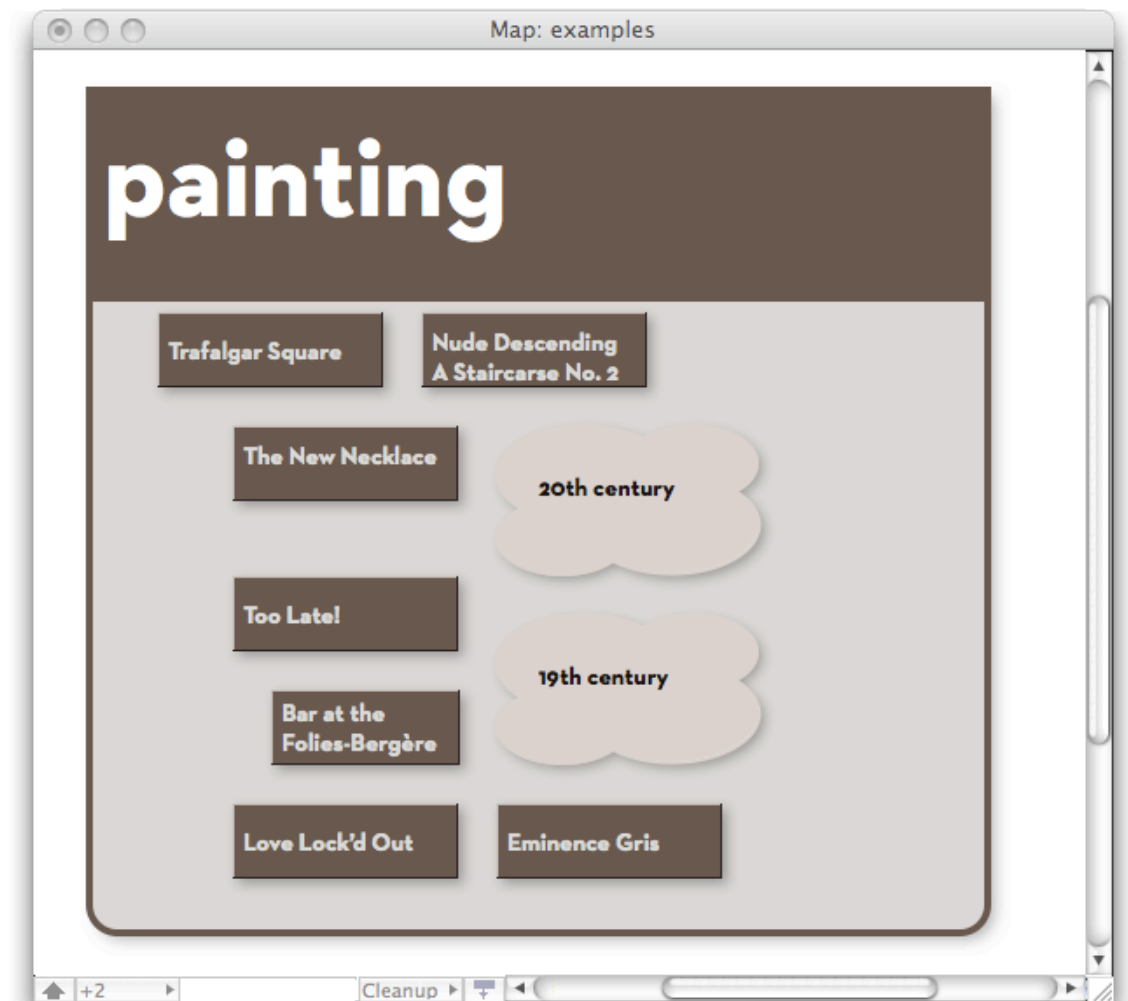 Map: examples
painting
Trafalgar Square
Nude Descending
A Staircarse No. 2
The New Necklace
20th century
Too Late!
19th century
Bar at the
Folies-Bergère
Love Lock’d Out
Eminence Gris
+2
Cleanup